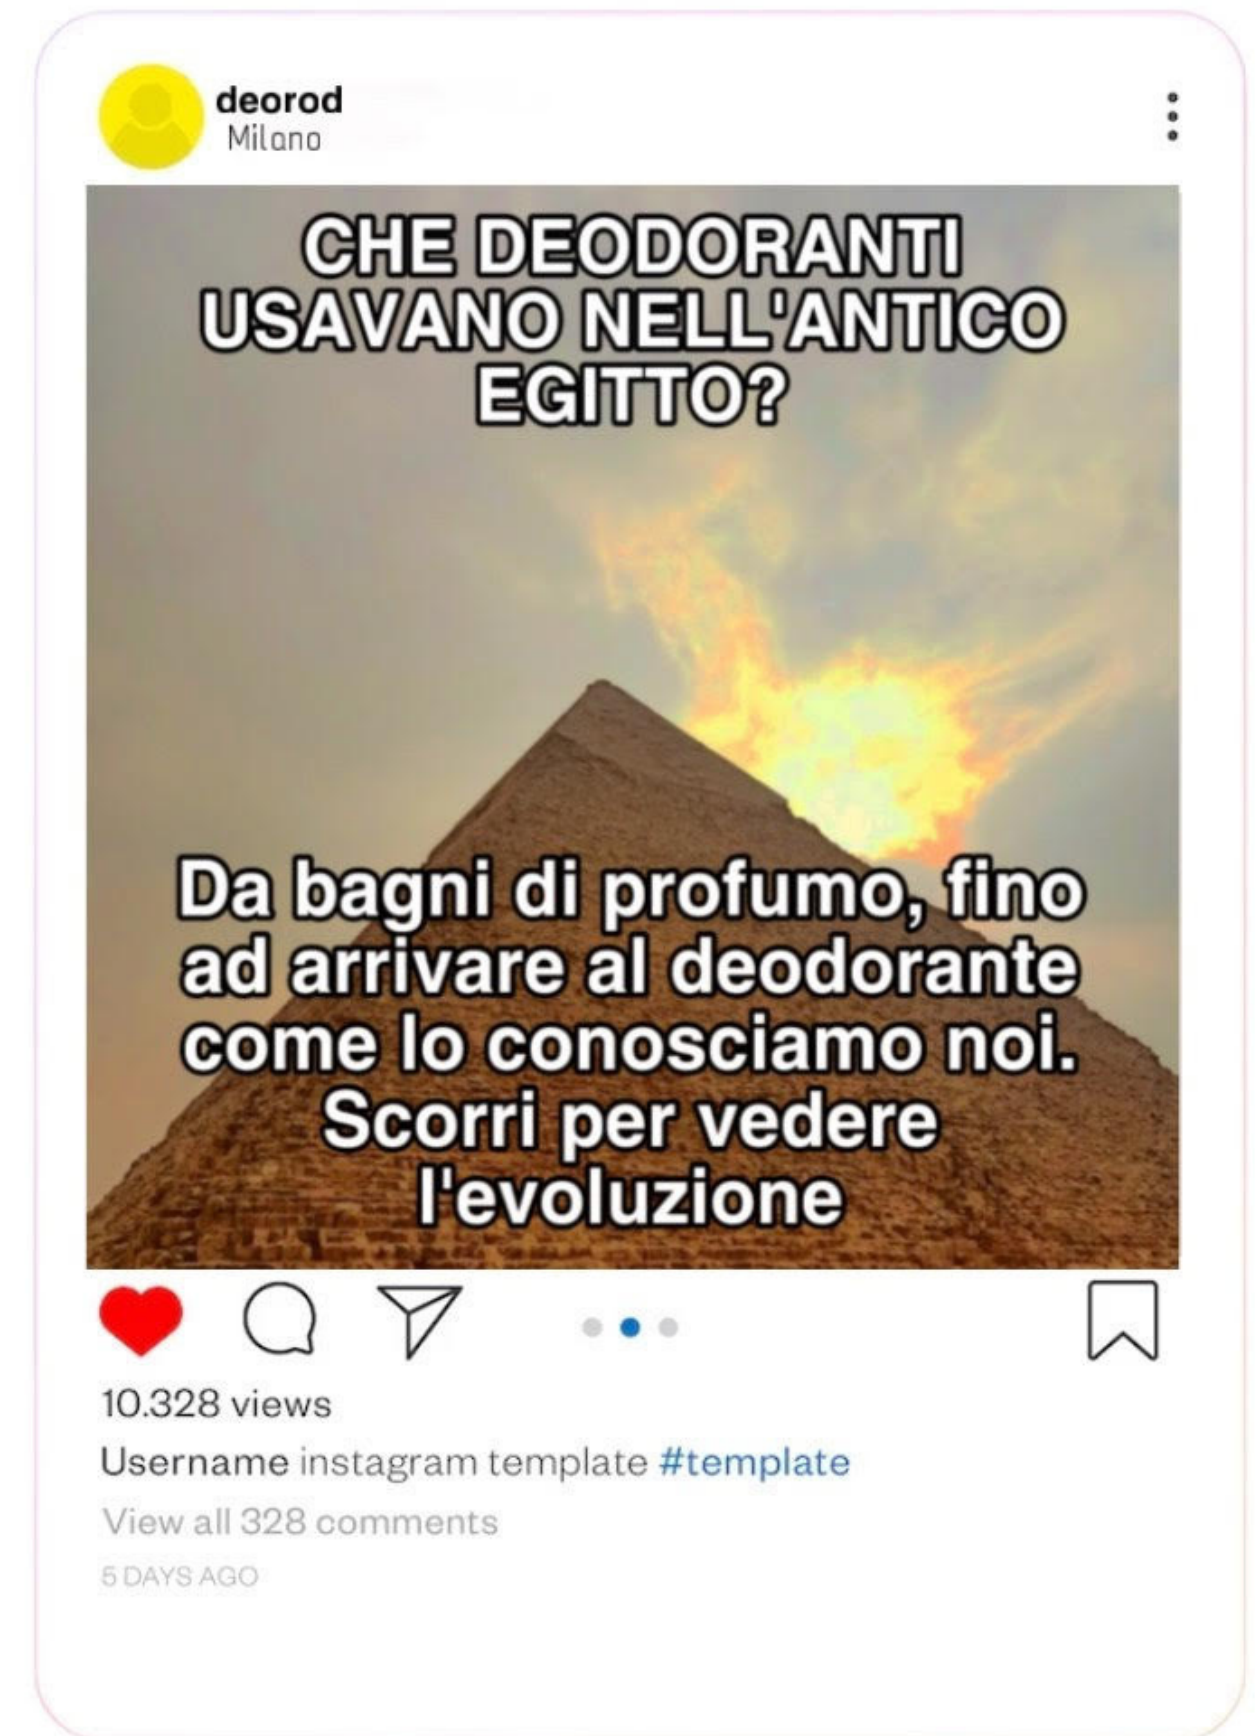 deorod
Milano
CHE DEODORANTI
USAVANO NELL'ANTICO
EGITTO?
Da bagni di profumo, fino
ad arrivare al deodorante
come lo conosciamo noi.
Scorri per vedere
l'evoluzione
10.328 views
Username instagram template #template
View all 328 comments
5 DAYS AGO